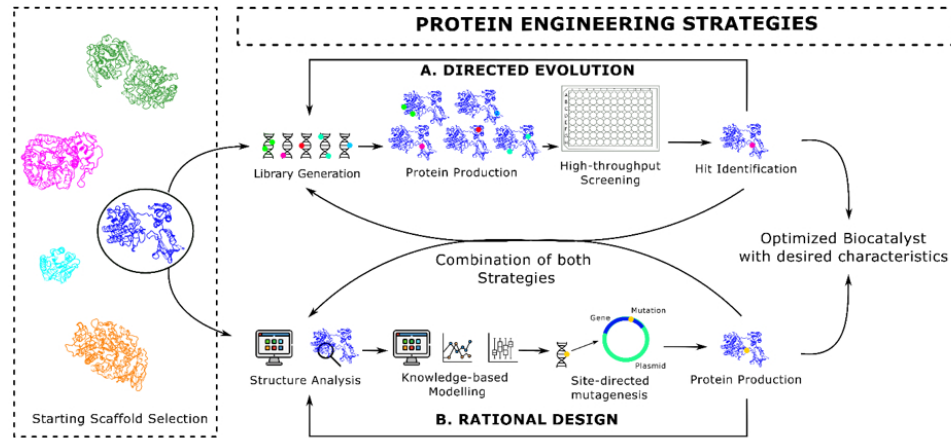 PROTEIN ENGINEERING STRATEGIES
A. DIRECTED EVOLUTION
A
B
C
D
E
F
G
H
Library Generation
Protein Production
High-throughput
Screening
Hit Identification
Combination of both
Strategies
Optimized Biocatalyst
with desired characteristics
Gene
Mutation
Plasmid
Structure Analysis
Knowledge-based
Modelling
Site-directed
mutagenesis
Protein Production
B. RATIONAL DESIGN
Starting Scaffold Selection